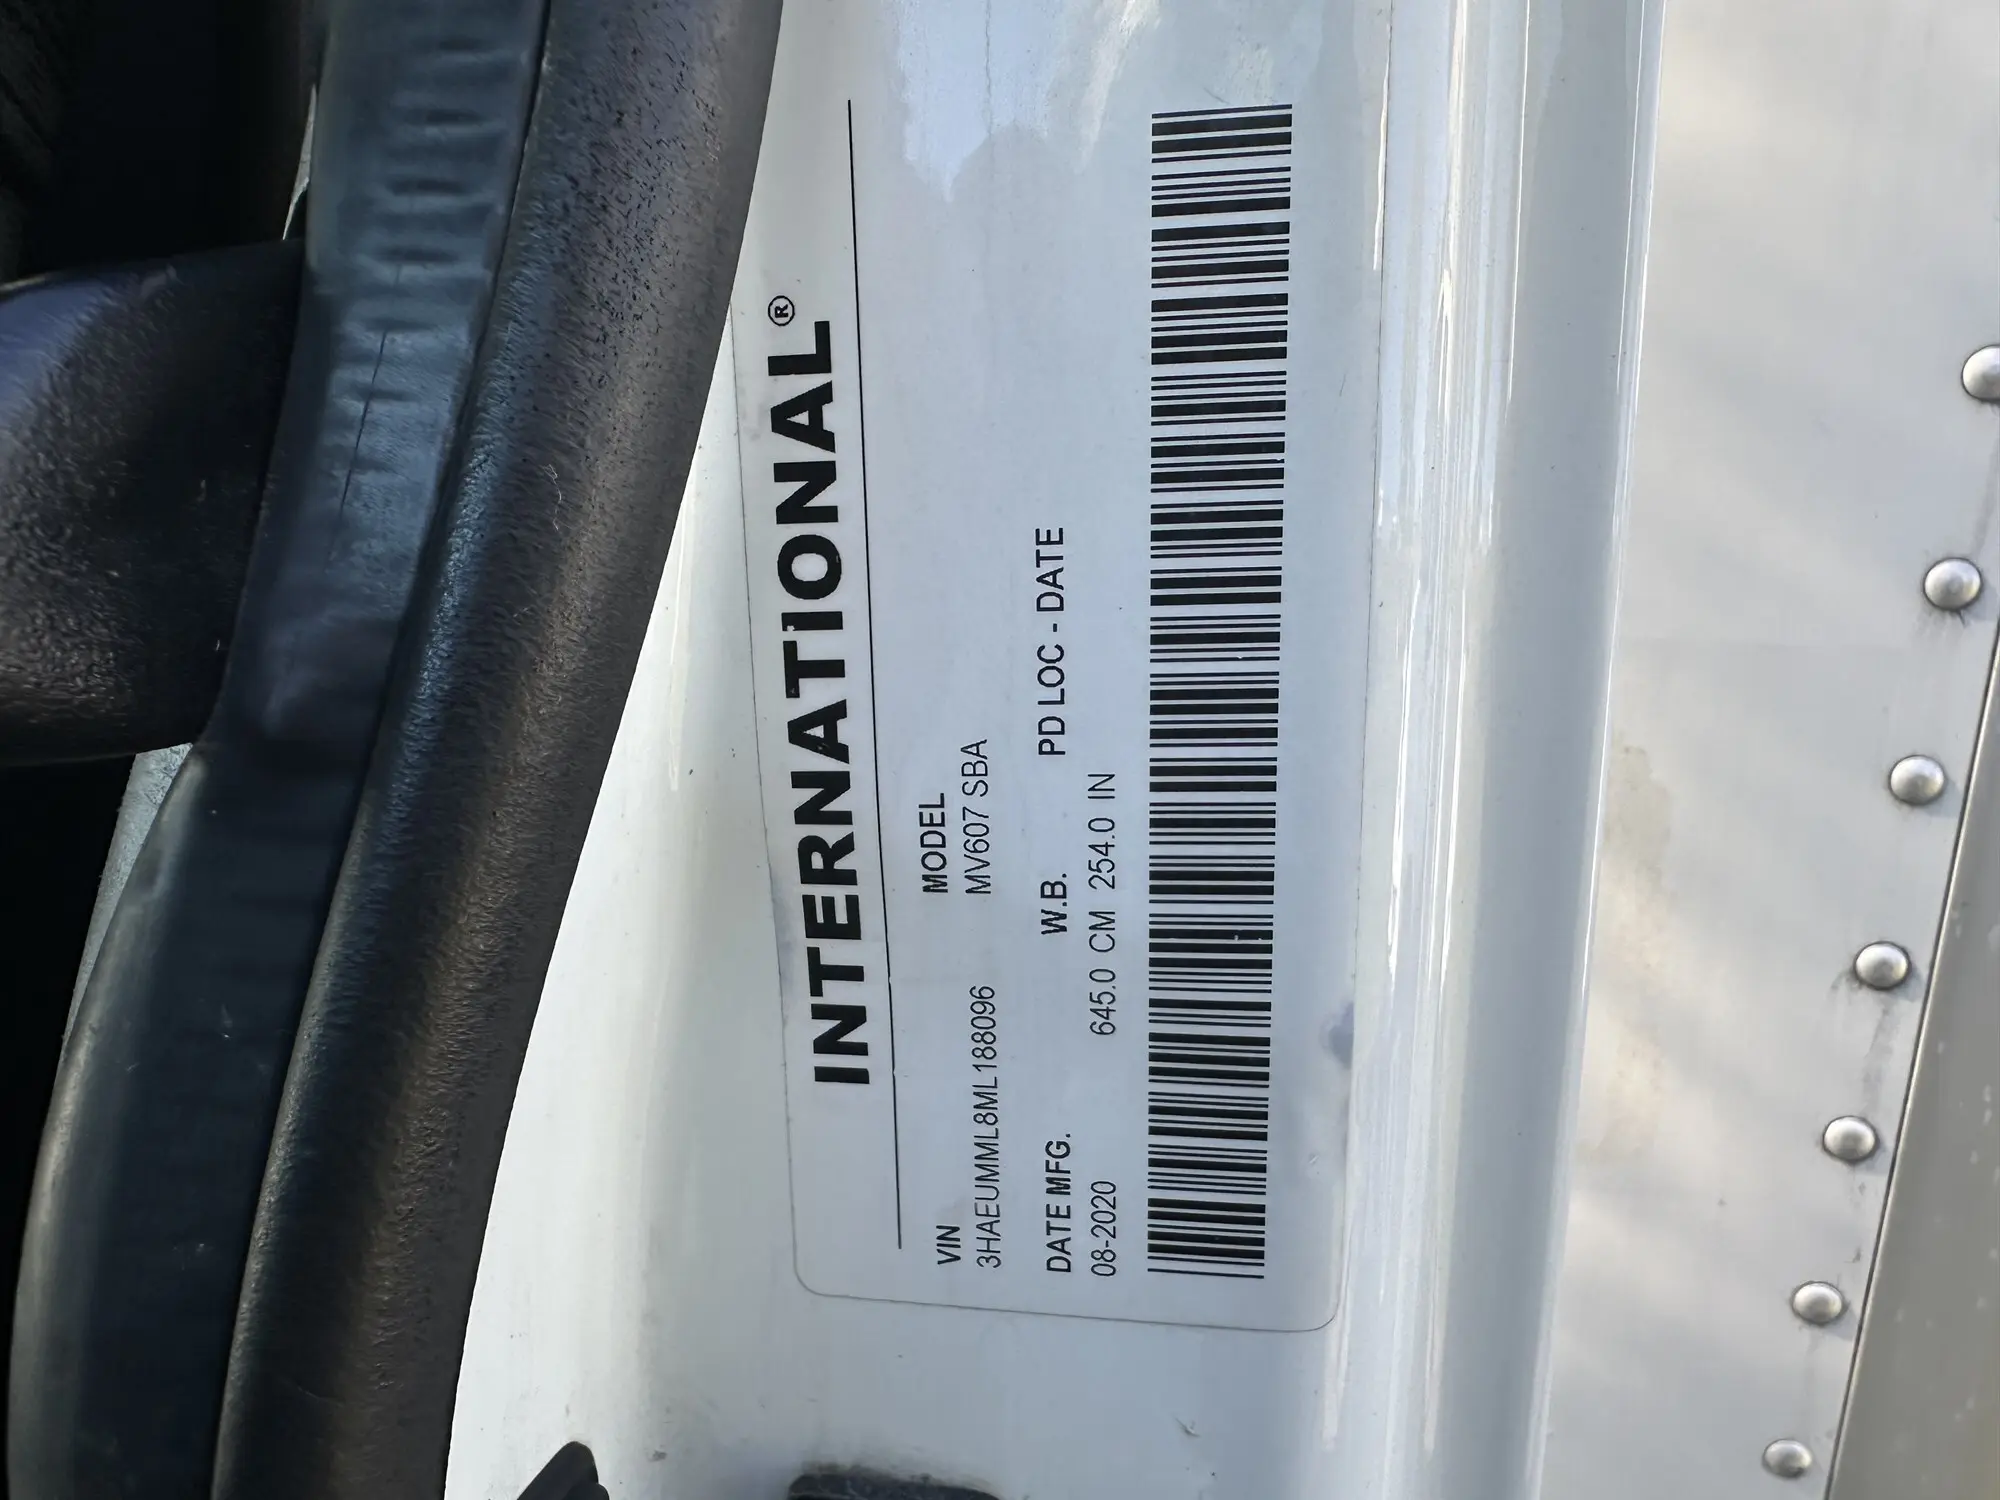 INTERNATIONAL®
VIN MODEL
3HAEUMML8ML188096 MV607 SBA
DATE MFG. W.B. PD LOC - DATE
08-2020 645.0 CM 254.0 IN